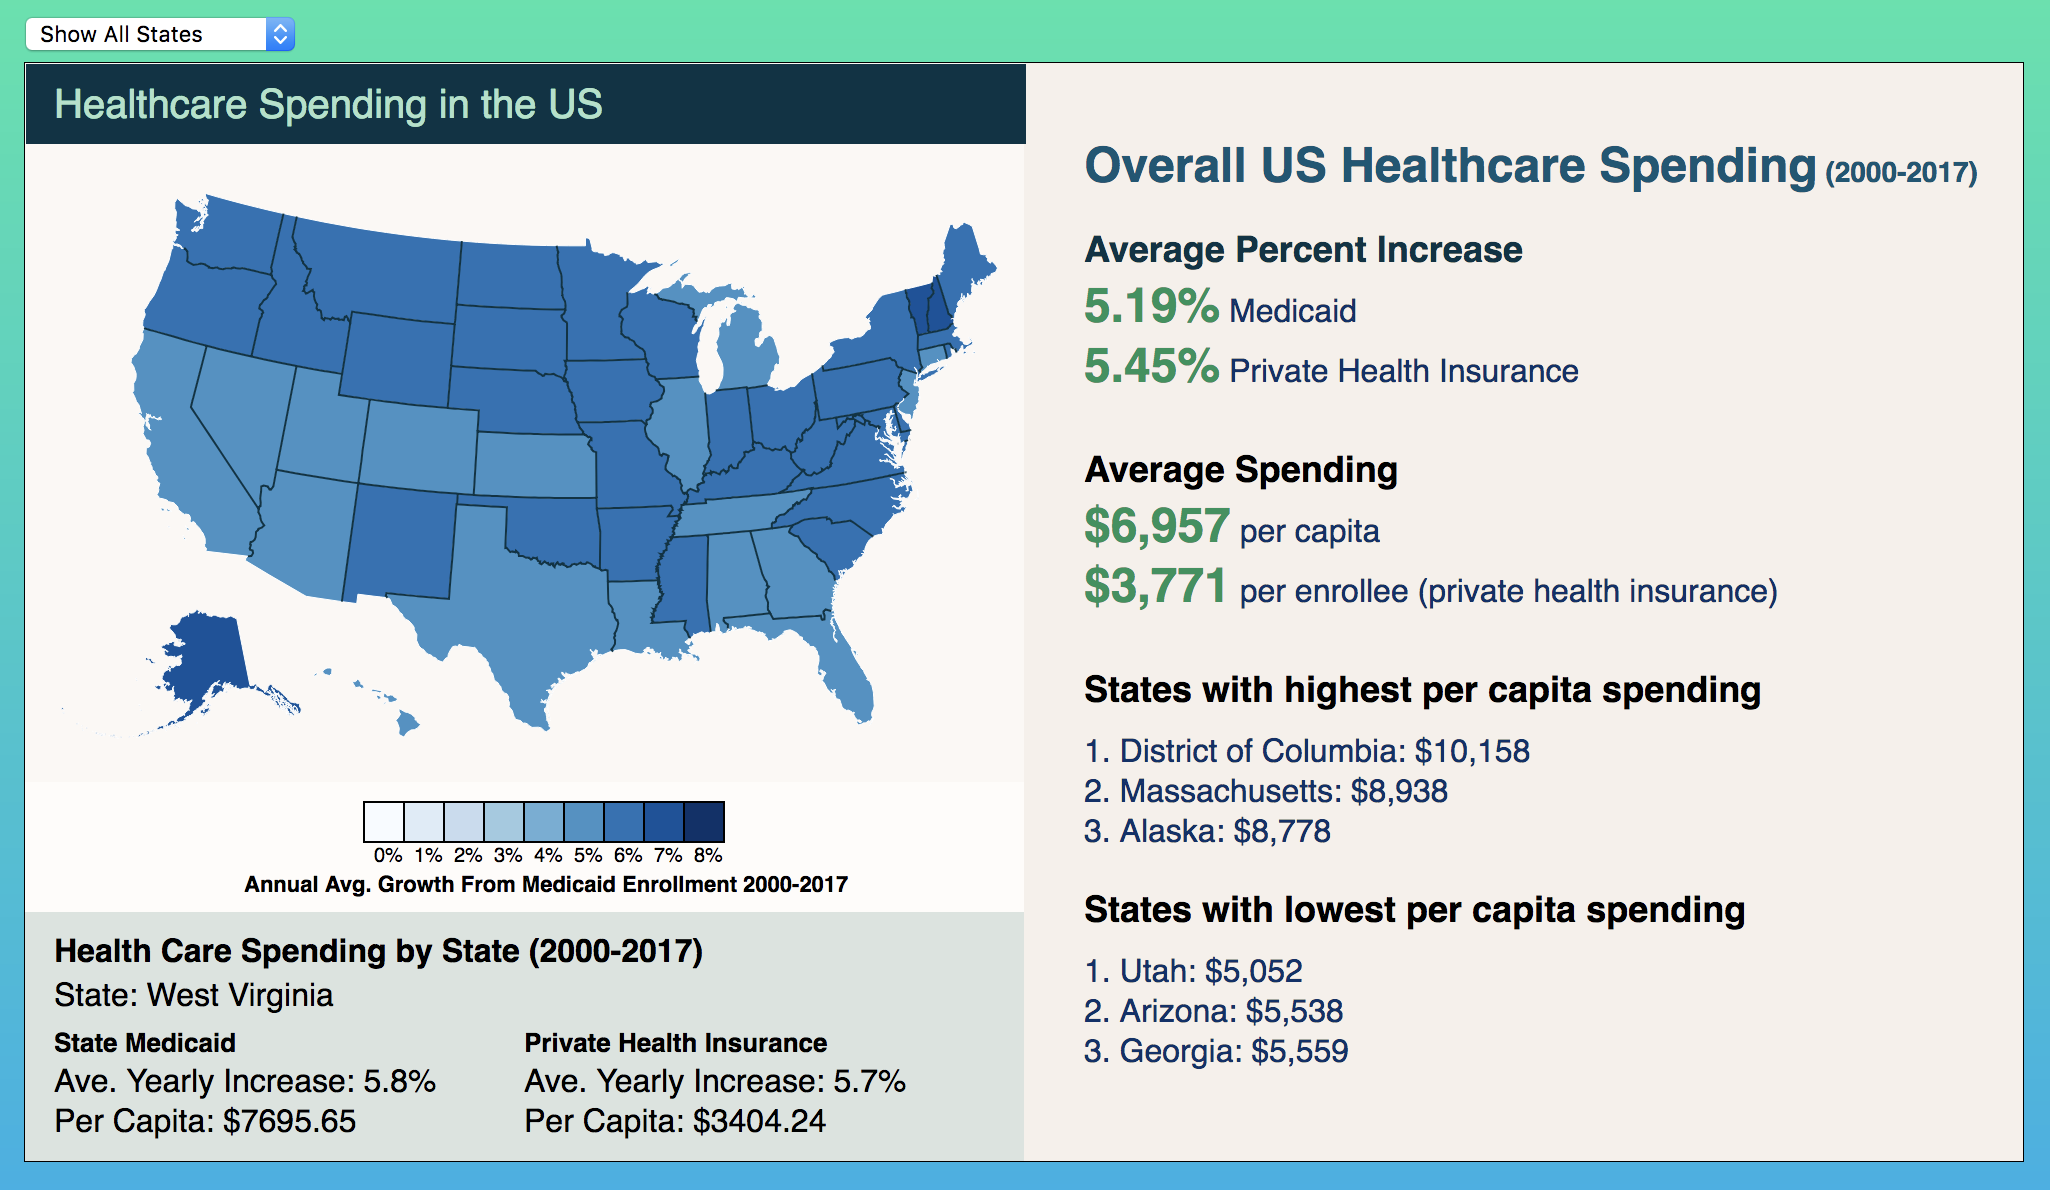 Show All States
Healthcare Spending in the US
0% 1% 2% 3% 4% 5% 6% 7% 8%
Annual Avg. Growth From Medicaid Enrollment 2000-2017
Health Care Spending by State (2000-2017)
State: West Virginia
State Medicaid
Ave. Yearly Increase: 5.8%
Per Capita: $7695.65
Private Health Insurance
Ave. Yearly Increase: 5.7%
Per Capita: $3404.24
Overall US Healthcare Spending (2000-2017)
Average Percent Increase
5.19% Medicaid
5.45% Private Health Insurance
Average Spending
$6,957 per capita
$3,771 per enrollee (private health insurance)
States with highest per capita spending
1. District of Columbia: $10,158
2. Massachusetts: $8,938
3. Alaska: $8,778
States with lowest per capita spending
1. Utah: $5,052
2. Arizona: $5,538
3. Georgia: $5,559